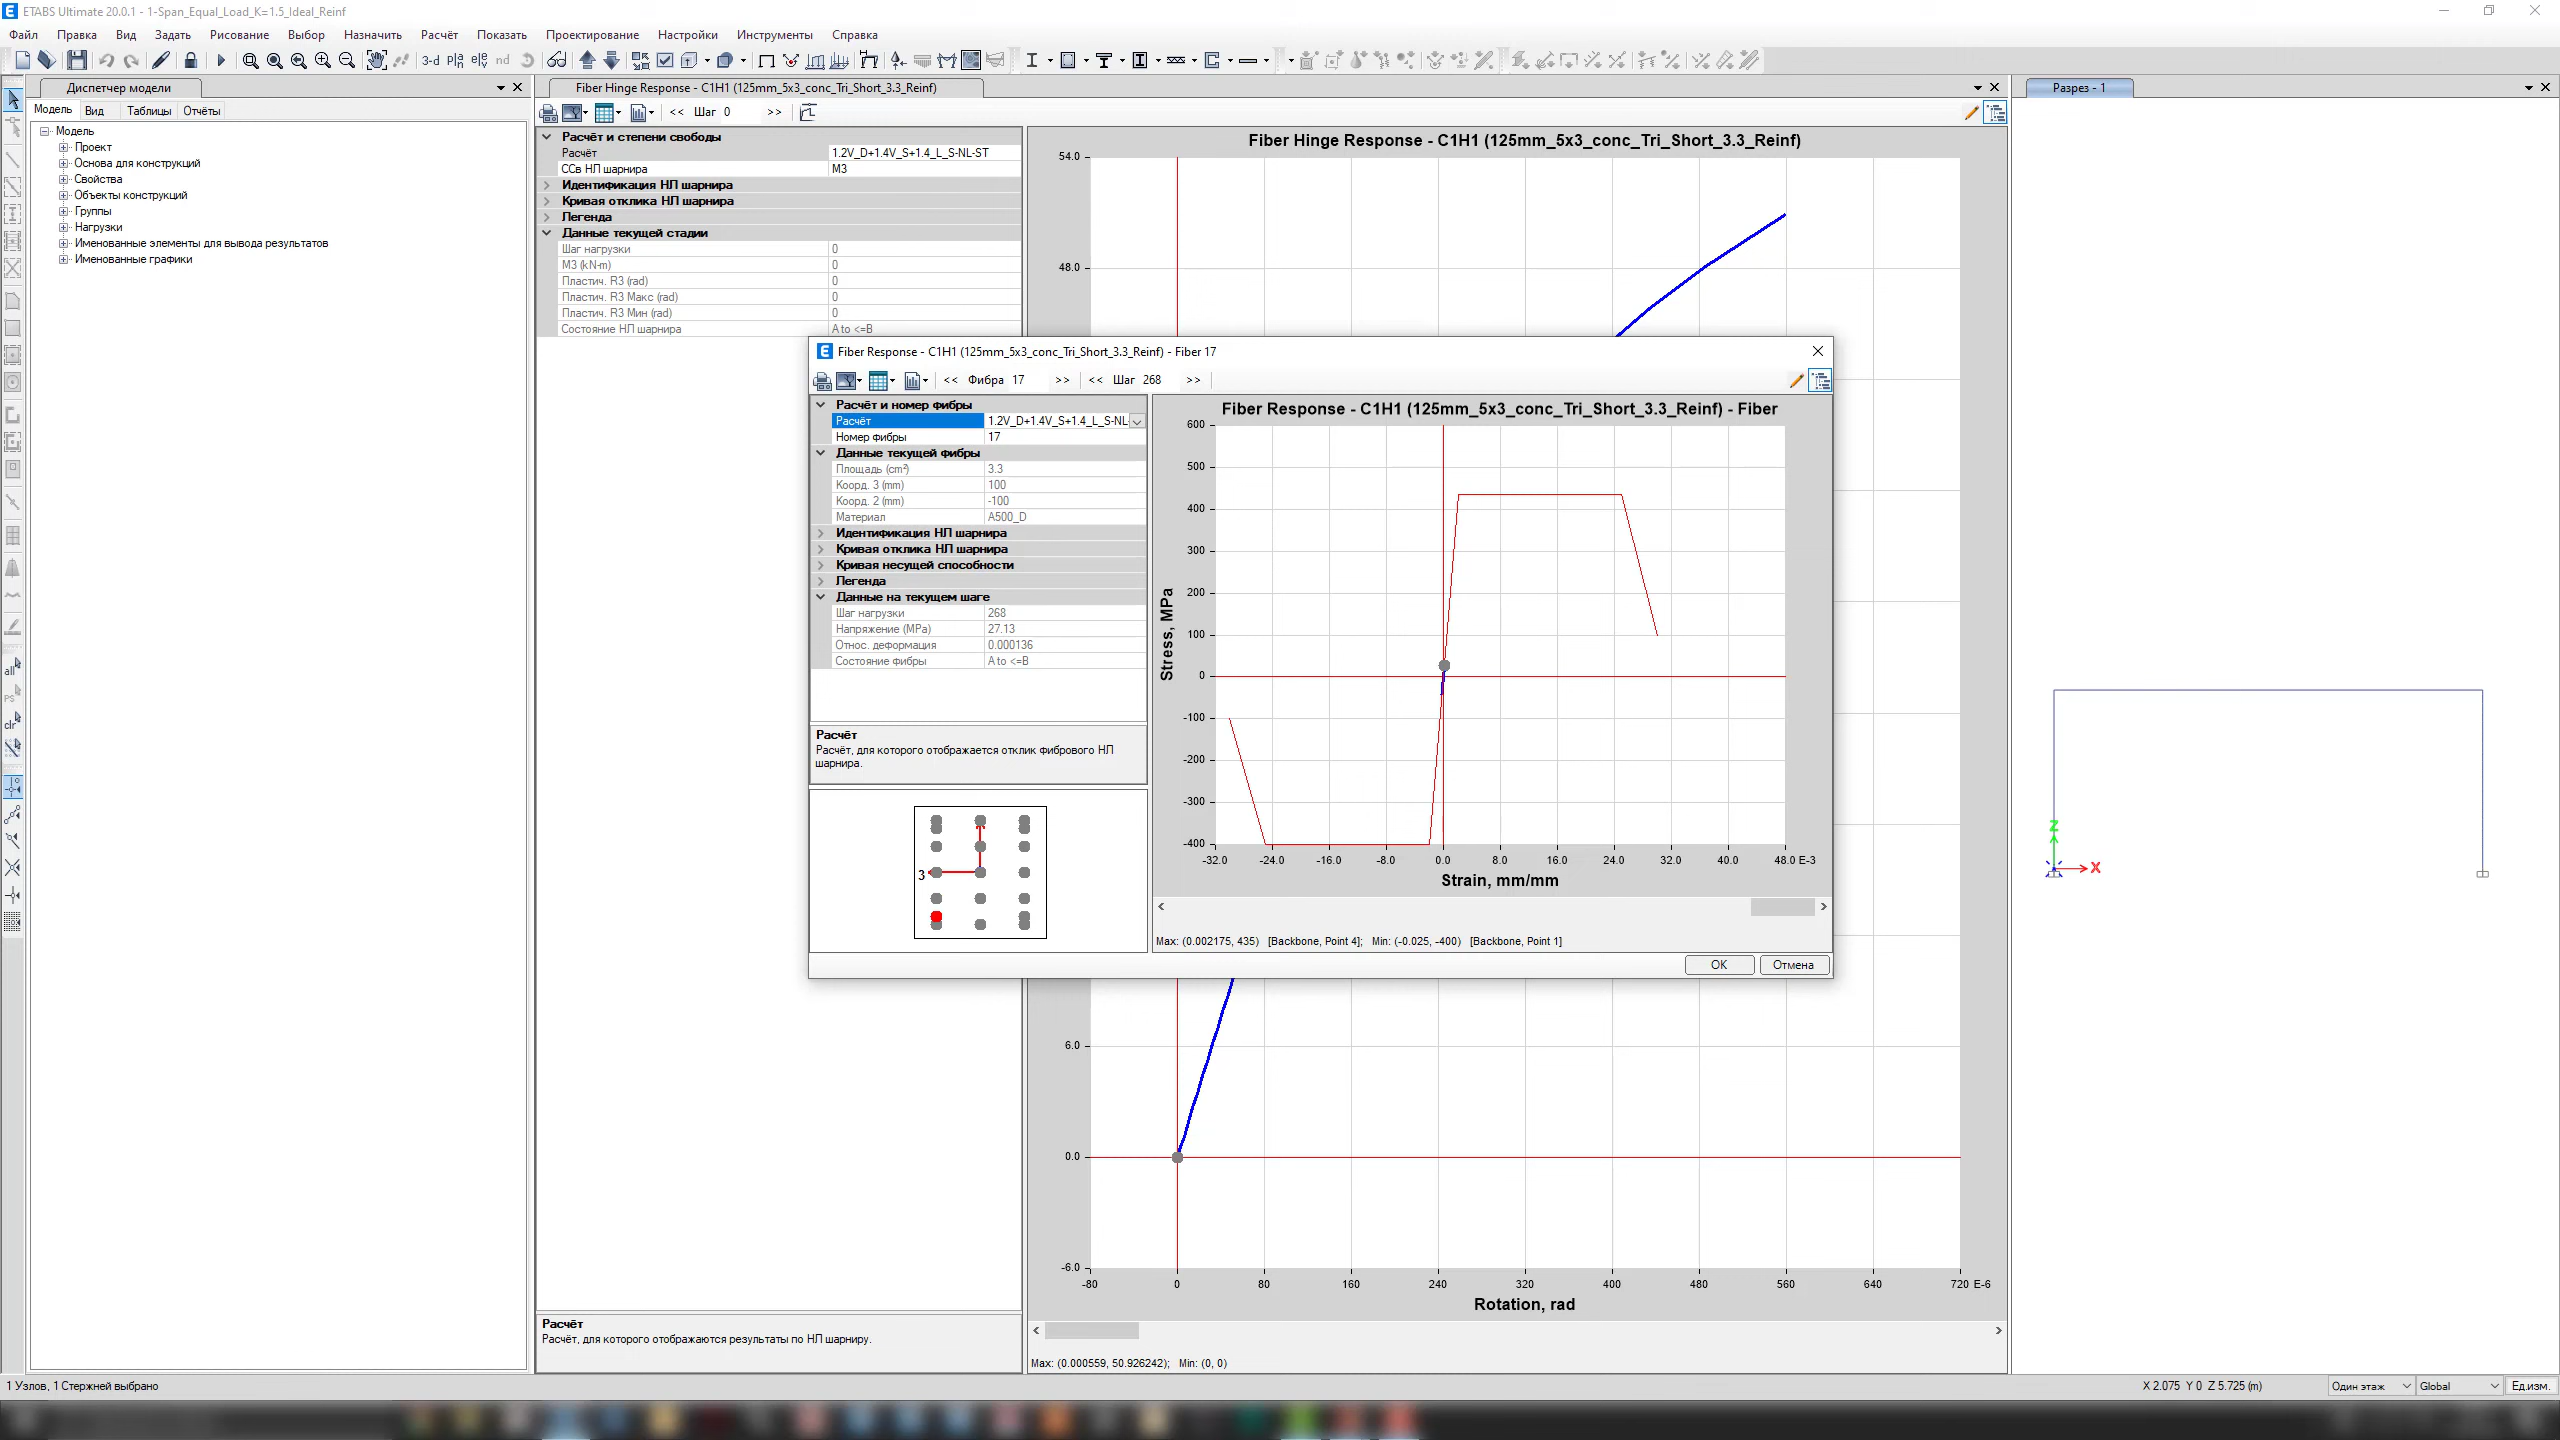 ETABS Ultimate 20.0.1 - 1-Span_Equal_Load_K=1.5_Ideal_Reinf
Файл Правка Вид Задать Рисование Выбор Назначить Расчёт Показать Проектирование Настройки Инструменты Справка
3-d pla elv nd
Диспетчер модели
Модель Вид Таблицы Отчёты
Модель
Проект
Основа для конструкций
Свойства
Объекты конструкций
Группы
Нагрузки
Именованные элементы для вывода результатов
Именованные графики
all
ps
clr
Fiber Hinge Response - C1H1 (125mm_5x3_conc_Tri_Short_3.3_Reinf)
<< Шаг 0 >>
Расчёт и степени свободы
Расчёт 1.2V_D+1.4V_S+1.4_L_S-NL-ST
ССв НЛ шарнира M3
Идентификация НЛ шарнира
Кривая отклика НЛ шарнира
Легенда
Данные текущей стадии
Шаг нагрузки 0
M3 (kN-m) 0
Пластич. R3 (rad) 0
Пластич. R3 Макс (rad) 0
Пластич. R3 Мин (rad) 0
Состояние НЛ шарнира A to <=B
Расчёт
Расчёт, для которого отображаются результаты по НЛ шарниру.
Fiber Hinge Response - C1H1 (125mm_5x3_conc_Tri_Short_3.3_Reinf)
54.0
48.0
6.0
0.0
-6.0
-80 0 80 160 240 320 400 480 560 640 720 E-6
Rotation, rad
Max: (0.000559, 50.926242); Min: (0, 0)
Fiber Response - C1H1 (125mm_5x3_conc_Tri_Short_3.3_Reinf) - Fiber 17
<< Фибра 17 >> << Шаг 268 >>
Расчёт и номер фибры
Расчёт 1.2V_D+1.4V_S+1.4_L_S-NL-
Номер фибры 17
Данные текущей фибры
Площадь (cm²) 3.3
Коорд. 3 (mm) 100
Коорд. 2 (mm) -100
Материал A500_D
Идентификация НЛ шарнира
Кривая отклика НЛ шарнира
Кривая несущей способности
Легенда
Данные на текущем шаге
Шаг нагрузки 268
Напряжение (MPa) 27.13
Относ. деформация 0.000136
Состояние фибры A to <=B
Расчёт
Расчёт, для которого отображается отклик фибрового НЛ
шарнира.
3
Fiber Response - C1H1 (125mm_5x3_conc_Tri_Short_3.3_Reinf) - Fiber
600
500
400
300
200
100
0
-100
-200
-300
-400
Stress, MPa
-32.0 -24.0 -16.0 -8.0 0.0 8.0 16.0 24.0 32.0 40.0 48.0 E-3
Strain, mm/mm
Max: (0.002175, 435) [Backbone, Point 4]; Min: (-0.025, -400) [Backbone, Point 1]
OK Отмена
Разрез - 1
Z
X
1 Узлов, 1 Стержней выбрано
X 2.075 Y 0 Z 5.725 (m)
Один этаж Global Ед.изм.